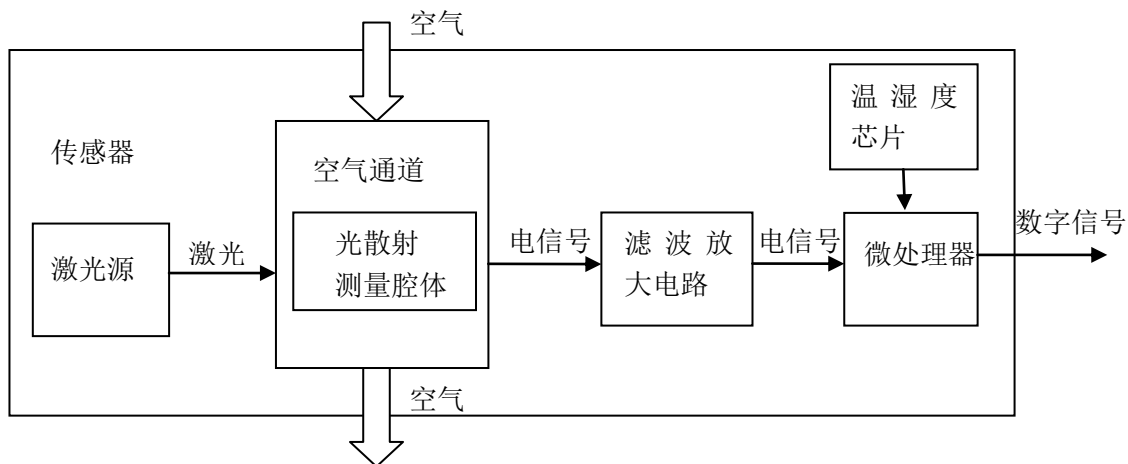 空气
温湿度
芯片
传感器
空气通道
激光源
激光
光散射
测量腔体
电信号
滤波放
大电路
电信号
微处理器
数字信号
空气